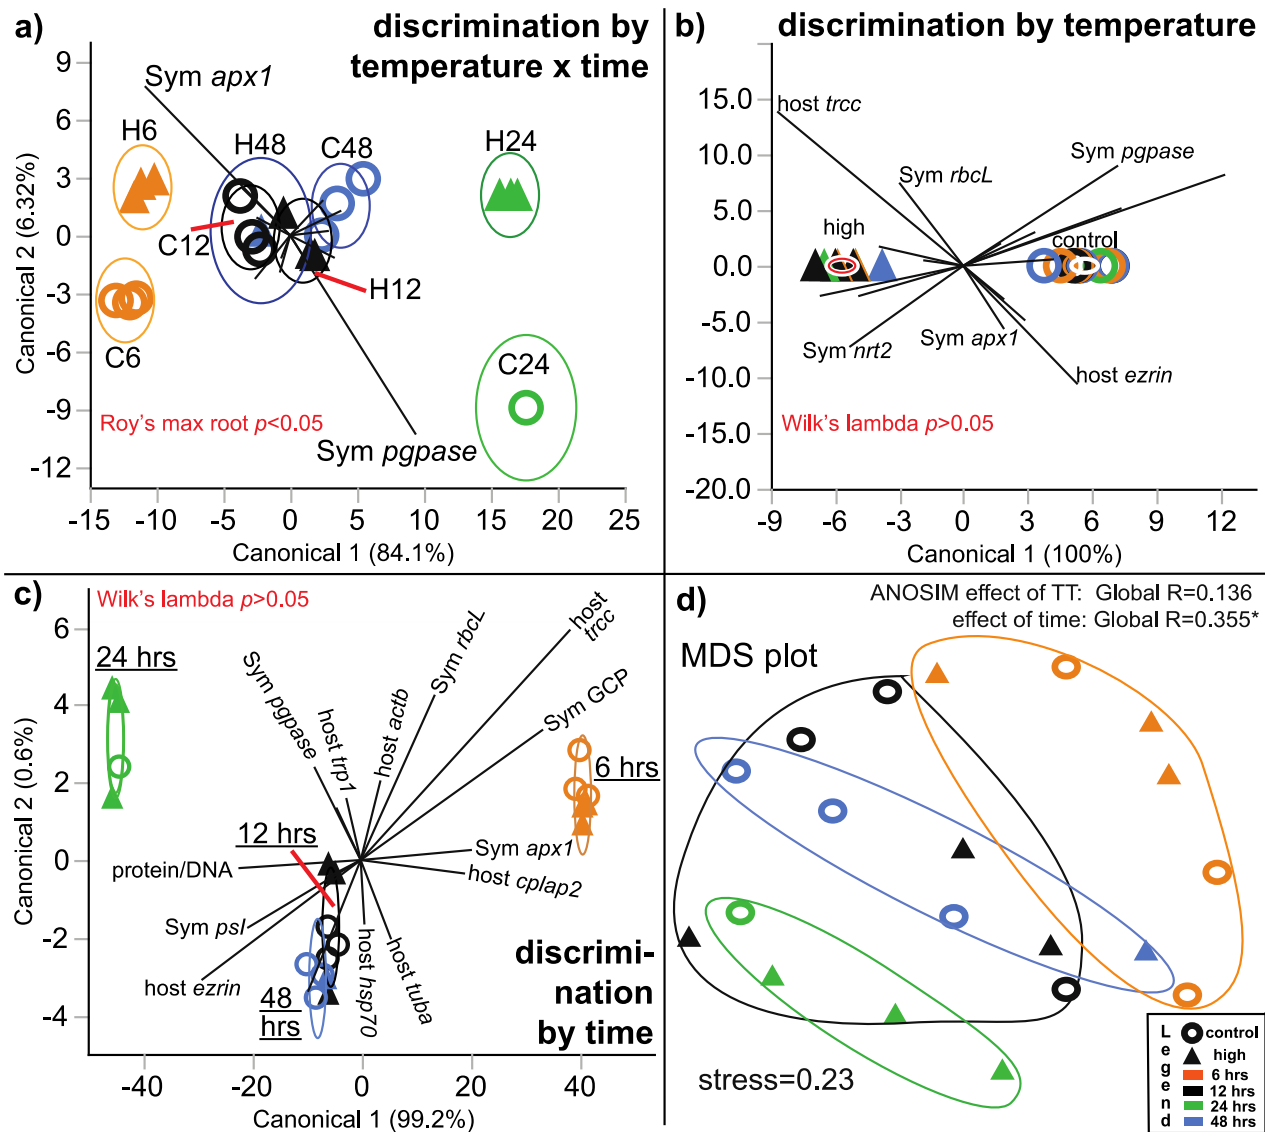 a)
discrimination by
temperature x time
Sym apx1
H6
H48
C48
H24
C12
H12
C6
C24
Roy's max root p<0.05
Sym pgpase
9
6
3
0
-3
-6
-9
-12
Canonical 2 (6.32%)
-15
-10
-5
0
5
10
15
20
25
Canonical 1 (84.1%)
b)
discrimination by temperature
host trcc
Sym pgpase
Sym rbcL
high
control
Sym nrt2
Sym apx1
host ezrin
Wilk's lambda p>0.05
15.0
10.0
5.0
0.0
-5.0
-10.0
-15.0
-20.0
-9
-6
-3
0
3
6
9
12
Canonical 1 (100%)
c)
Wilk's lambda p>0.05
24 hrs
Sym pgpase
host trp1
host actb
Sym rbcL
host
trcc
Sym GCP
6 hrs
12 hrs
Sym apx1
host cplap2
protein/DNA
Sym psI
host ezrin
48
hrs
host hsp70
host tuba
discrimi-
nation
by time
6
4
2
0
-2
-4
Canonical 2 (0.6%)
-40
-20
0
20
40
Canonical 1 (99.2%)
d)
ANOSIM effect of TT: Global R=0.136
effect of time: Global R=0.355*
MDS plot
stress=0.23
Legend
control
high
6 hrs
12 hrs
24 hrs
48 hrs